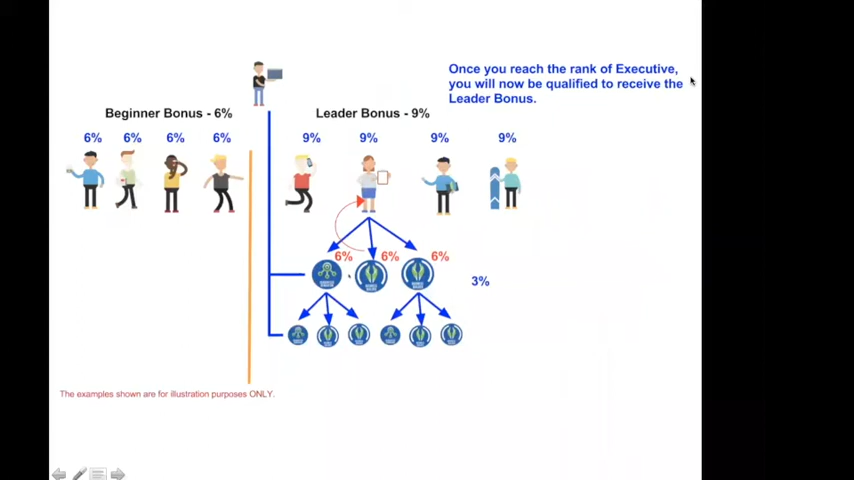 Once you reach the rank of Executive,
you will now be qualified to receive the
Leader Bonus.
Beginner Bonus - 6%
Leader Bonus - 9%
6% 6% 6% 6%
9% 9% 9% 9%
6% 6% 6%
3%
The examples shown are for illustration purposes ONLY.